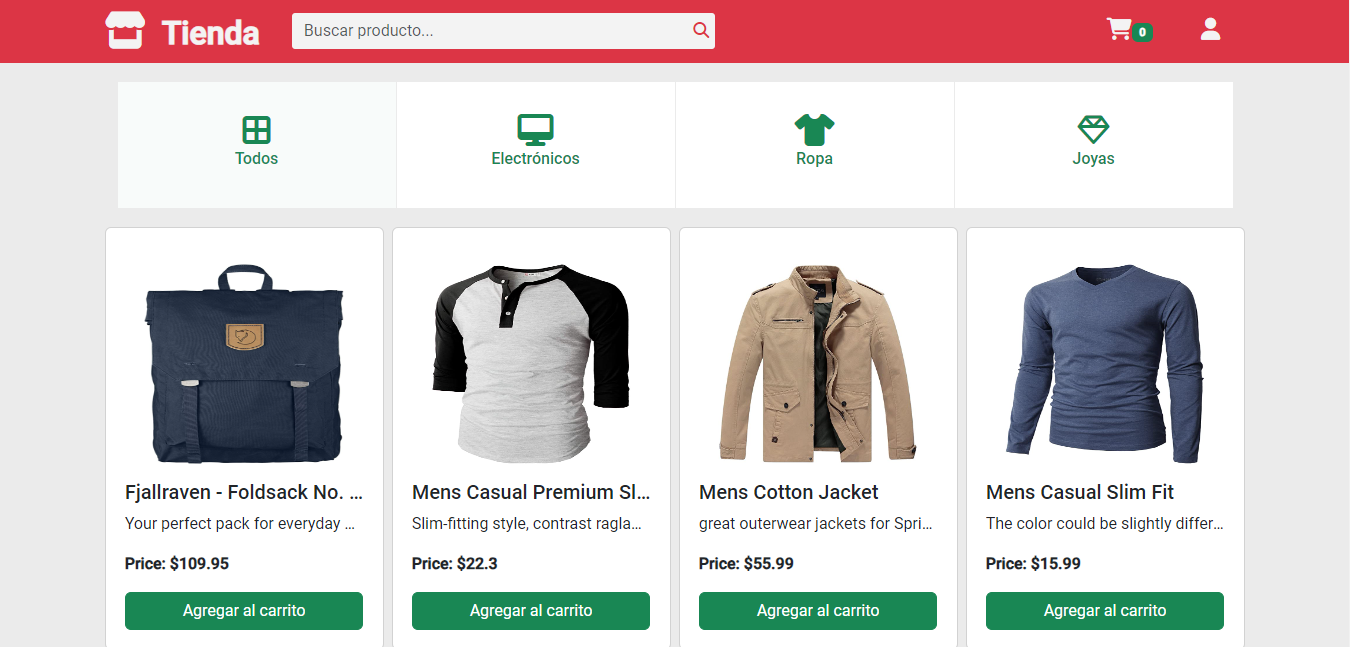 Tienda
Buscar producto...
0
Todos
Electrónicos
Ropa
Joyas
Fjallraven - Foldsack No. ...
Your perfect pack for everyday ...
Price: $109.95
Agregar al carrito
Mens Casual Premium Sl...
Slim-fitting style, contrast ragla...
Price: $22.3
Agregar al carrito
Mens Cotton Jacket
great outerwear jackets for Spri...
Price: $55.99
Agregar al carrito
Mens Casual Slim Fit
The color could be slightly differ...
Price: $15.99
Agregar al carrito